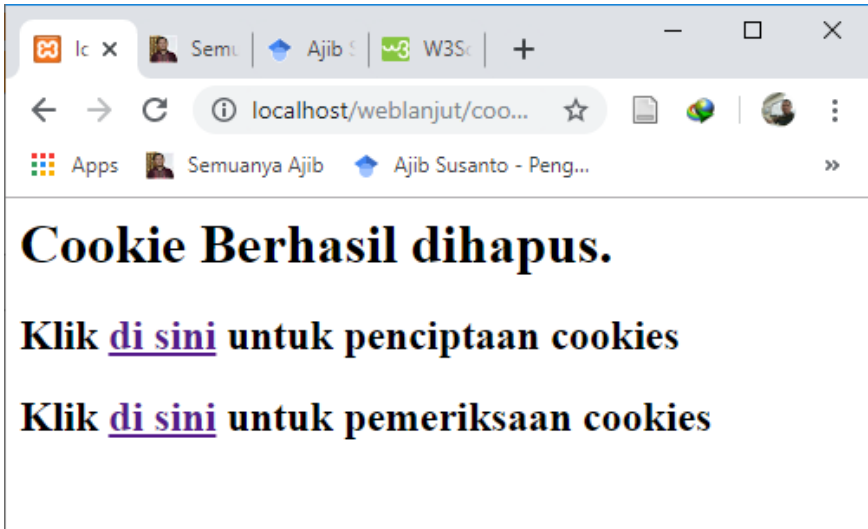 Ic
Semu
Ajib S
W3Sc
localhost/weblanjut/coo...
Apps Semuanya Ajib Ajib Susanto - Peng...
Cookie Berhasil dihapus.
Klik di sini untuk penciptaan cookies
Klik di sini untuk pemeriksaan cookies